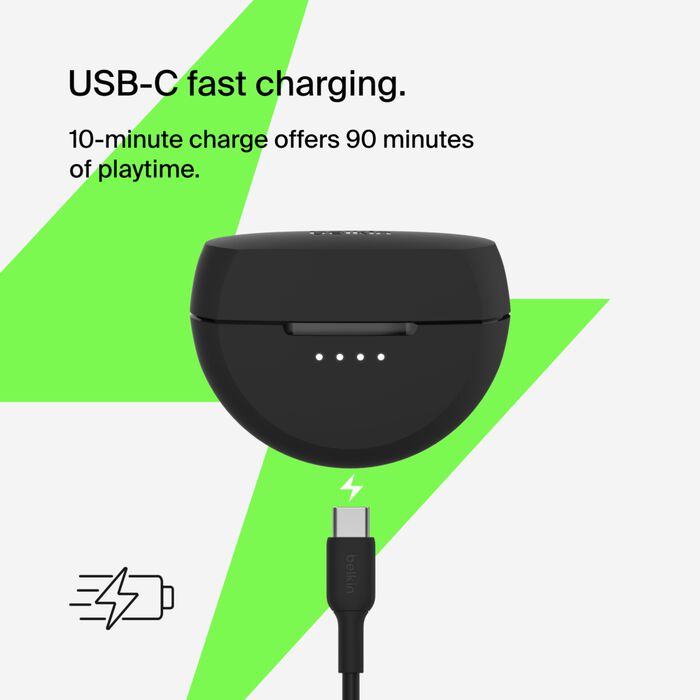 USB-C fast charging.
10-minute charge offers 90 minutes
of playtime.
belkin